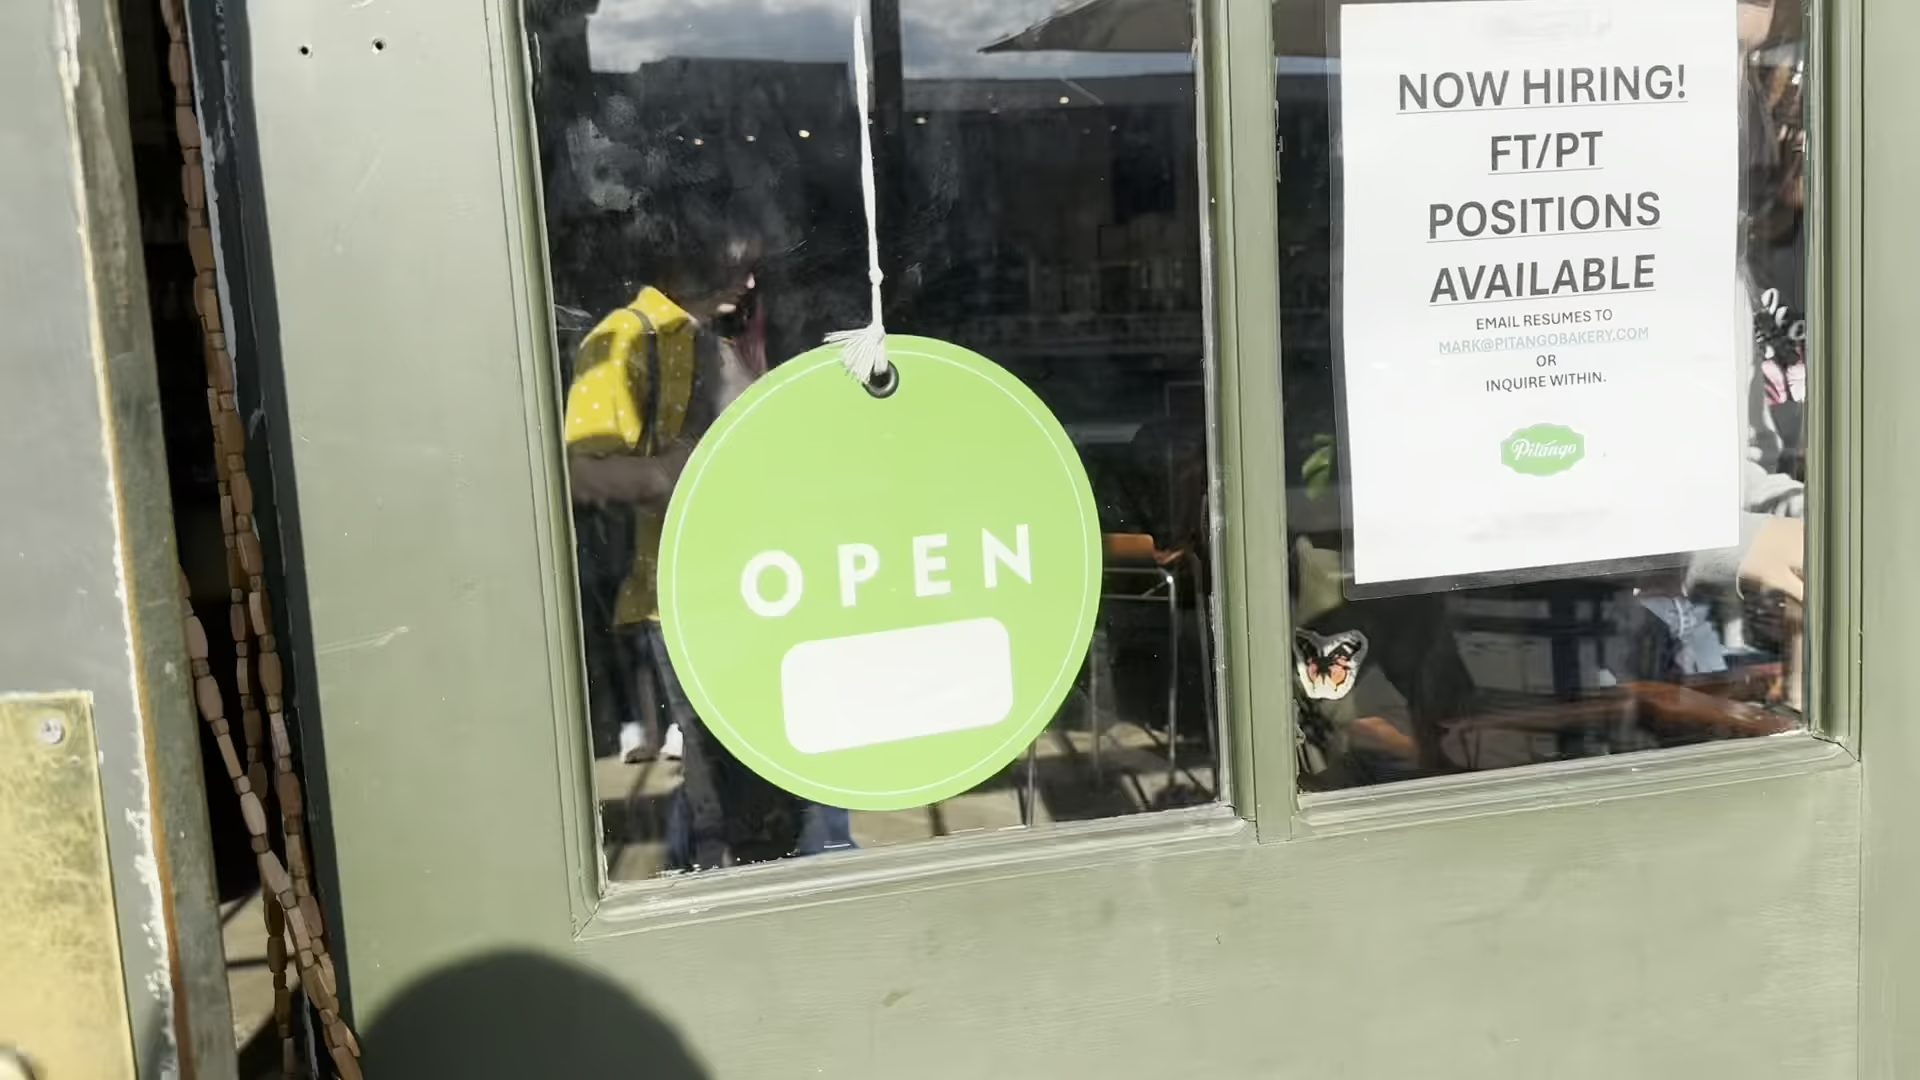 OPEN
NOW HIRING!
FT/PT
POSITIONS
AVAILABLE
EMAIL RESUMES TO
MARK@PITANGOBAKERY.COM
OR
INQUIRE WITHIN.
Pitango